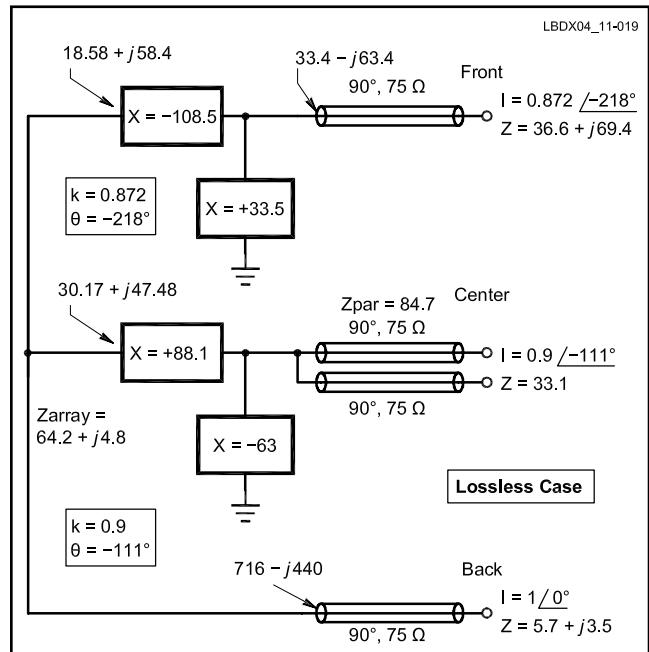 LBDX04_11-019
18.58 + j58.4
33.4 – j63.4
90°, 75 Ω
Front
X = –108.5
I = 0.872 /–218°
Z = 36.6 + j69.4
k = 0.872
θ = –218°
X = +33.5
30.17 + j47.48
Zpar = 84.7
Center
90°, 75 Ω
X = +88.1
I = 0.9 /–111°
Z = 33.1
90°, 75 Ω
Zarray =
64.2 + j4.8
X = –63
Lossless Case
k = 0.9
θ = –111°
716 – j440
Back
I = 1 /0°
Z = 5.7 + j3.5
90°, 75 Ω